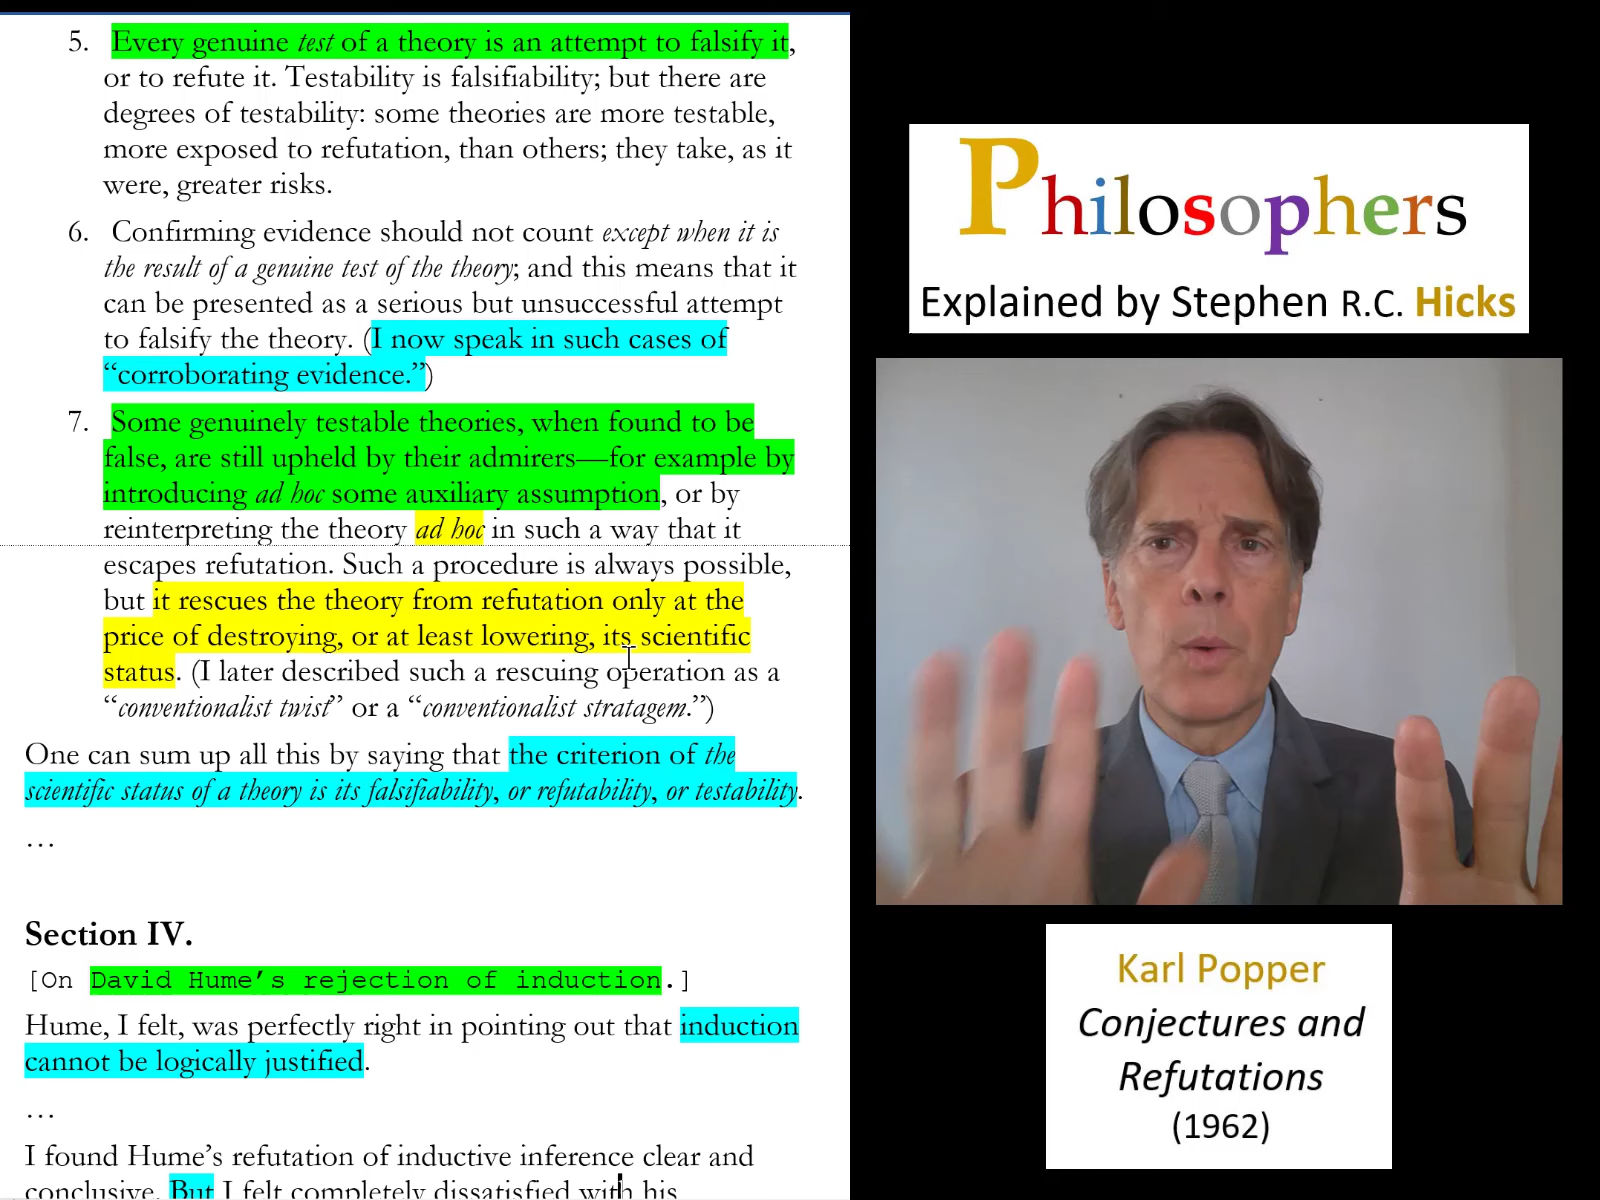 5. Every genuine test of a theory is an attempt to falsify it,
or to refute it. Testability is falsifiability; but there are
degrees of testability: some theories are more testable,
more exposed to refutation, than others; they take, as it
were, greater risks.
6. Confirming evidence should not count except when it is
the result of a genuine test of the theory; and this means that it
can be presented as a serious but unsuccessful attempt
to falsify the theory. (I now speak in such cases of
“corroborating evidence.”)
7. Some genuinely testable theories, when found to be
false, are still upheld by their admirers—for example by
introducing ad hoc some auxiliary assumption, or by
reinterpreting the theory ad hoc in such a way that it
escapes refutation. Such a procedure is always possible,
but it rescues the theory from refutation only at the
price of destroying, or at least lowering, its scientific
status. (I later described such a rescuing operation as a
“conventionalist twist” or a “conventionalist stratagem.”)
One can sum up all this by saying that the criterion of the
scientific status of a theory is its falsifiability, or refutability, or testability.
…
Section IV.
[On David Hume’s rejection of induction.]
Hume, I felt, was perfectly right in pointing out that induction
cannot be logically justified.
…
I found Hume’s refutation of inductive inference clear and
conclusive. But I felt completely dissatisfied with his
Philosophers
Explained by Stephen R.C. Hicks
Karl Popper
Conjectures and
Refutations
(1962)